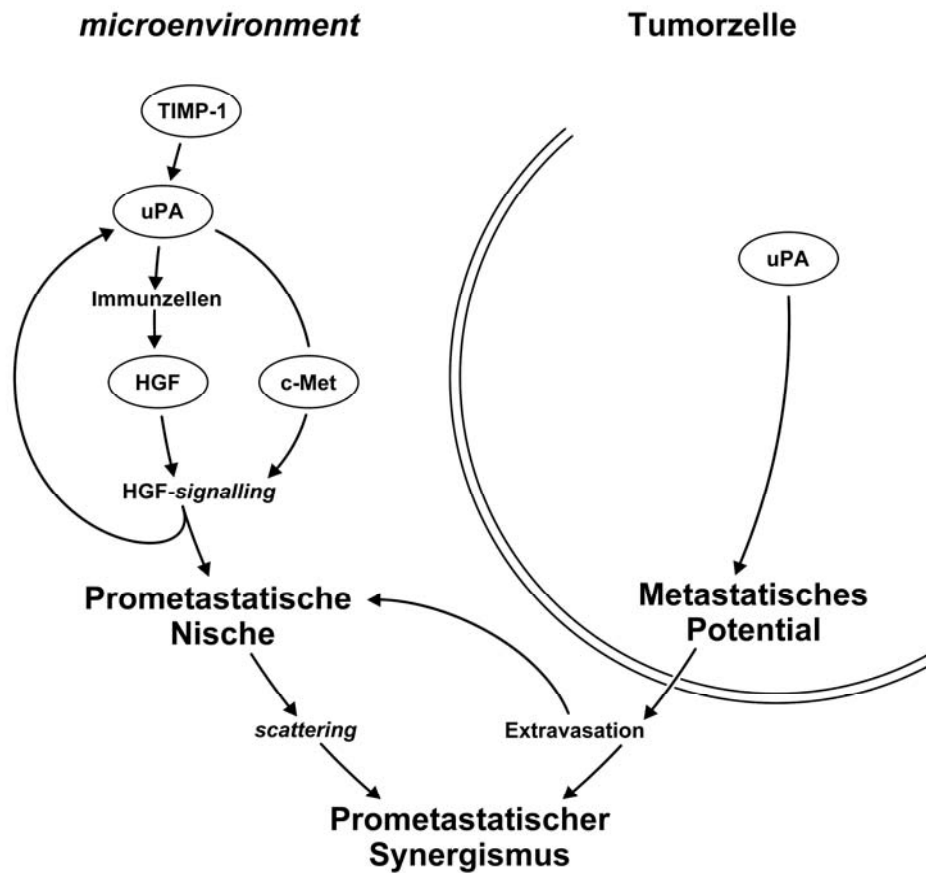 microenvironment
Tumorzelle
TIMP-1
uPA
uPA
Immunzellen
HGF
c-Met
HGF-signalling
Prometastatische
Nische
Metastatisches
Potential
scattering
Extravasation
Prometastatischer
Synergismus